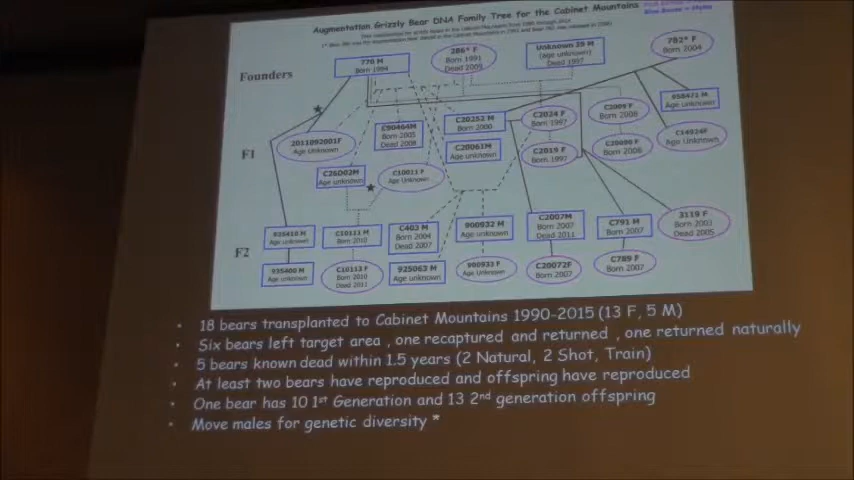 Augmentation Grizzly Bear DNA Family Tree for the Cabinet Mountains
Founders
770 M
Born 1994
286* F
Born 1991
Dead 2009
Unknown 39 M
(age unknown)
Dead 1997
782* F
Born 2004
F1
2011092001F
Age Unknown
C90464M
Born 2005
Dead 2008
C20252 M
Born 2000
C20061M
Age unknown
C2024 F
Born 1997
C2019 F
Born 1997
C2009 F
Born 2008
Born 2008
958471 M
Age unknown
C14924F
Age Unknown
C26D02M
Age unknown
C10011 F
Age Unknown
F2
935410 M
Age unknown
935400 M
Age unknown
C10111 M
Born 2010
C10113 F
Born 2010
Dead 2011
C403 M
Born 2004
Dead 2007
925063 M
Age unknown
900932 M
Age unknown
900933 F
Age Unknown
C2007M
Born 2007
Dead 2011
C20072F
Born 2007
C791 M
Born 2007
C789 F
Born 2007
3119 F
Born 2003
Dead 2005
• 18 bears transplanted to Cabinet Mountains 1990-2015 (13 F, 5 M)
• Six bears left target area , one recaptured and returned , one returned naturally
• 5 bears known dead within 1.5 years (2 Natural, 2 Shot, Train)
• At least two bears have reproduced and offspring have reproduced
• One bear has 10 1st Generation and 13 2nd generation offspring
• Move males for genetic diversity *